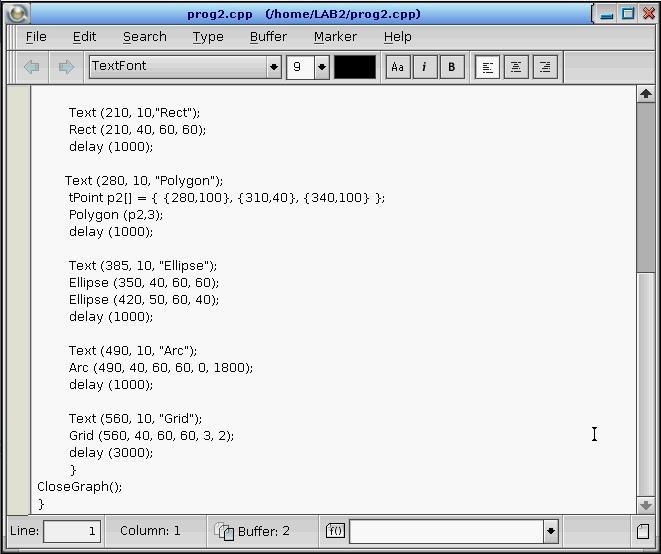 prog2.cpp (/home/LAB2/prog2.cpp)
File Edit Search Type Buffer Marker Help
TextFont 9 Aa i B
Text (210, 10,"Rect");
Rect (210, 40, 60, 60);
delay (1000);
Text (280, 10, "Polygon");
tPoint p2[] = { {280,100}, {310,40}, {340,100} };
Polygon (p2,3);
delay (1000);
Text (385, 10, "Ellipse");
Ellipse (350, 40, 60, 60);
Ellipse (420, 50, 60, 40);
delay (1000);
Text (490, 10, "Arc");
Arc (490, 40, 60, 60, 0, 1800);
delay (1000);
Text (560, 10, "Grid");
Grid (560, 40, 60, 60, 3, 2);
delay (3000);
}
CloseGraph();
}
Line: 1 Column: 1 Buffer: 2 f()